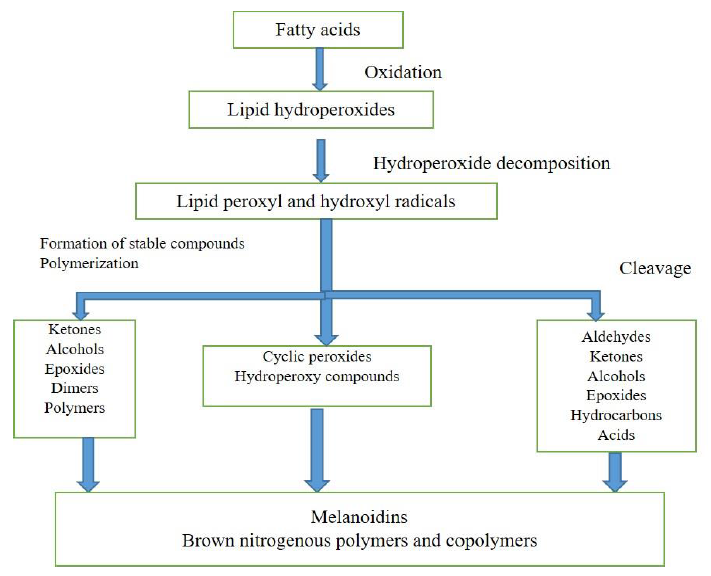 Fatty acids
Oxidation
Lipid hydroperoxides
Hydroperoxide decomposition
Lipid peroxyl and hydroxyl radicals
Formation of stable compounds
Polymerization
Cleavage
Ketones
Alcohols
Epoxides
Dimers
Polymers
Cyclic peroxides
Hydroperoxy compounds
Aldehydes
Ketones
Alcohols
Epoxides
Hydrocarbons
Acids
Melanoidins
Brown nitrogenous polymers and copolymers